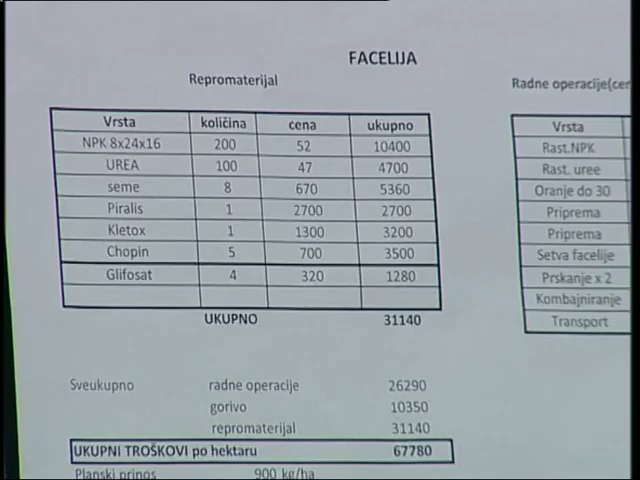 FACELIJA
Repromaterijal
Vrsta količina cena ukupno
NPK 8x24x16 200 52 10400
UREA 100 47 4700
seme 8 670 5360
Piralis 1 2700 2700
Kletox 1 1300 3200
Chopin 5 700 3500
Glifosat 4 320 1280
UKUPNO 31140
Radne operacije(cen
Vrsta
Rast.NPK
Rast. uree
Oranje do 30
Priprema
Priprema
Setva facelije
Prskanje x 2
Kombajniranje
Transport
Sveukupno radne operacije 26290
gorivo 10350
repromaterijal 31140
UKUPNI TROŠKOVI po hektaru 67780
Planski prinos 900 kg/ha